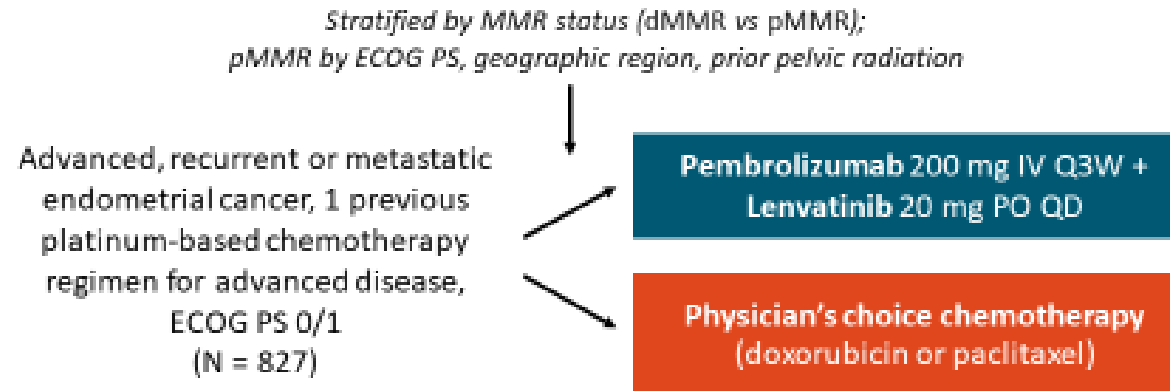 Stratified by MMR status (dMMR vs pMMR);
pMMR by ECOG PS, geographic region, prior pelvic radiation
Advanced, recurrent or metastatic
endometrial cancer, 1 previous
platinum-based chemotherapy
regimen for advanced disease,
ECOG PS 0/1
(N = 827)
Pembrolizumab 200 mg IV Q3W +
Lenvatinib 20 mg PO QD
Physician's choice chemotherapy
(doxorubicin or paclitaxel)